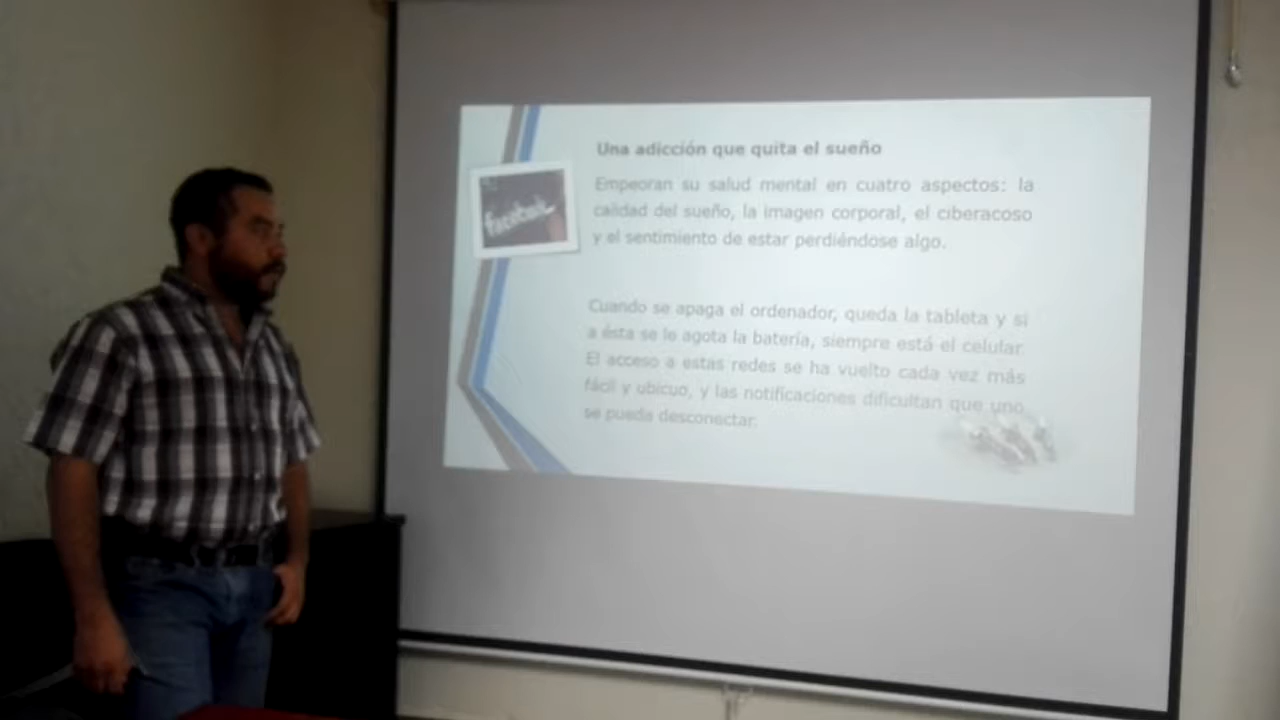 Una adicción que quita el sueño
Empeoran su salud mental en cuatro aspectos: la
calidad del sueño, la imagen corporal, el ciberacoso
y el sentimiento de estar perdiéndose algo.
facebook
Cuando se apaga el ordenador, queda la tableta y si
a ésta se le agota la batería, siempre está el celular.
El acceso a estas redes se ha vuelto cada vez más
fácil y ubicuo, y las notificaciones dificultan que uno
se pueda desconectar.